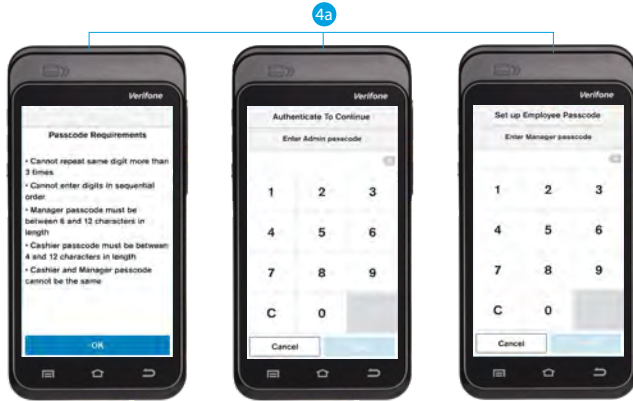 4a
Verifone
Passcode Requirements
• Cannot repeat same digit more than
3 times
• Cannot enter digits in sequential
order
• Manager passcode must be
between 6 and 12 characters in
length
• Cashier passcode must be between
4 and 12 characters in length
• Cashier and Manager passcode
cannot be the same
OK
Verifone
Authenticate To Continue
Enter Admin passcode
1 2 3
4 5 6
7 8 9
C 0
Cancel
Verifone
Set up Employee Passcode
Enter Manager passcode
1 2 3
4 5 6
7 8 9
C 0
Cancel